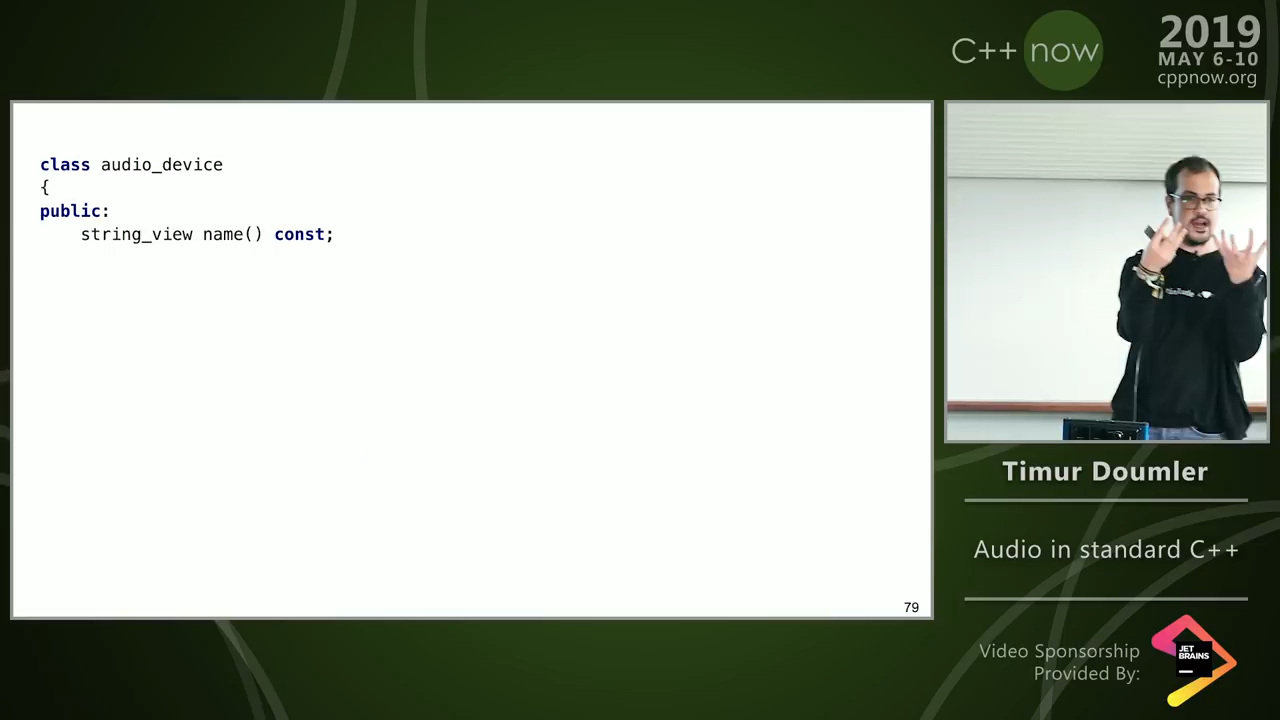 C++ now
2019
MAY 6-10
cppnow.org
class audio_device
{
public:
    string_view name() const;
79
Timur Doumler
Audio in standard C++
Video Sponsorship
Provided By:
JET
BRAINS